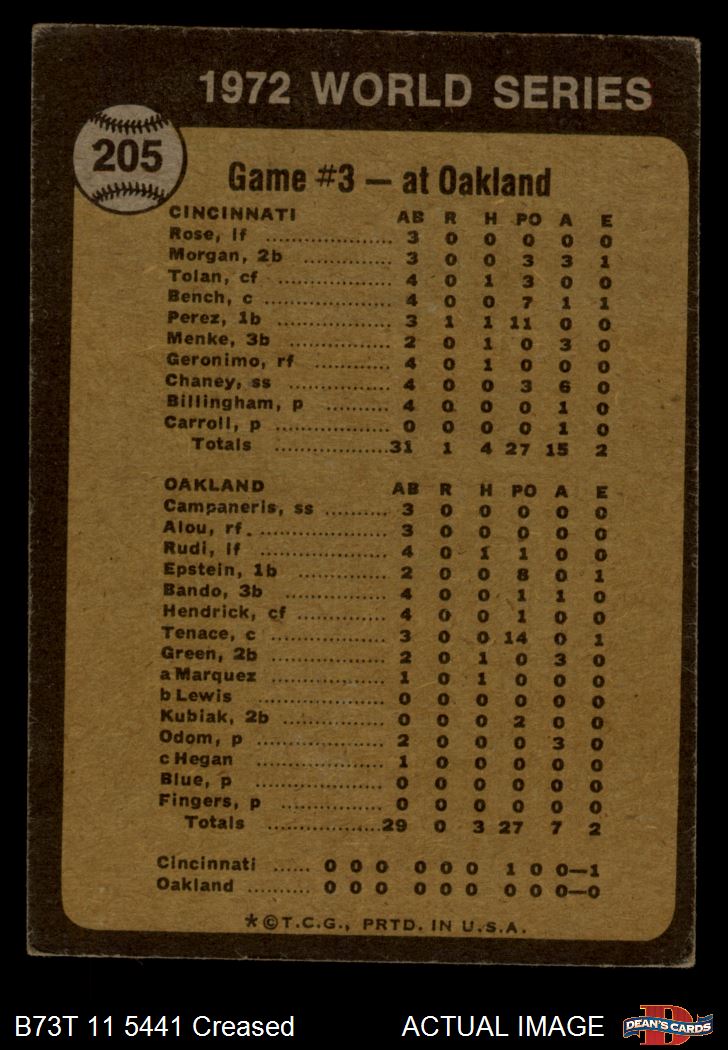 1972 WORLD SERIES
205
Game #3 — at Oakland
CINCINNATI AB R H PO A E
Rose, lf .................... 3 0 0 0 0 0
Morgan, 2b .............. 3 0 0 3 3 1
Tolan, cf .................. 4 0 1 3 0 0
Bench, c .................. 4 0 0 7 1 1
Perez, 1b .................. 3 1 1 11 0 0
Menke, 3b ................ 2 0 1 0 3 0
Geronimo, rf ............ 4 0 1 0 0 0
Chaney, ss ................ 4 0 0 3 6 0
Billingham, p .......... 4 0 0 0 1 0
Carroll, p .................. 0 0 0 0 1 0
Totals ..................31 1 4 27 15 2
OAKLAND AB R H PO A E
Campaneris, ss .......... 3 0 0 0 0 0
Alou, rf. .................... 3 0 0 0 0 0
Rudi, lf .................... 4 0 1 1 0 0
Epstein, 1b .............. 2 0 0 8 0 1
Bando, 3b ................ 4 0 0 1 1 0
Hendrick, cf ............ 4 0 0 1 0 0
Tenace, c .................. 3 0 0 14 0 1
Green, 2b .................. 2 0 1 0 3 0
a Marquez ................ 1 0 1 0 0 0
b Lewis .................... 0 0 0 0 0 0
Kubiak, 2b .............. 0 0 0 2 0 0
Odom, p .................. 2 0 0 0 3 0
c Hegan .................... 1 0 0 0 0 0
Blue, p .................... 0 0 0 0 0 0
Fingers, p ................ 0 0 0 0 0 0
Totals ..................29 0 3 27 7 2
Cincinnati ...... 0 0 0 0 0 0 1 0 0—1
Oakland .......... 0 0 0 0 0 0 0 0 0—0
*©T.C.G., PRTD. IN U.S.A.
B73T 11 5441 Creased ACTUAL IMAGE
D
DEAN'S CARDS